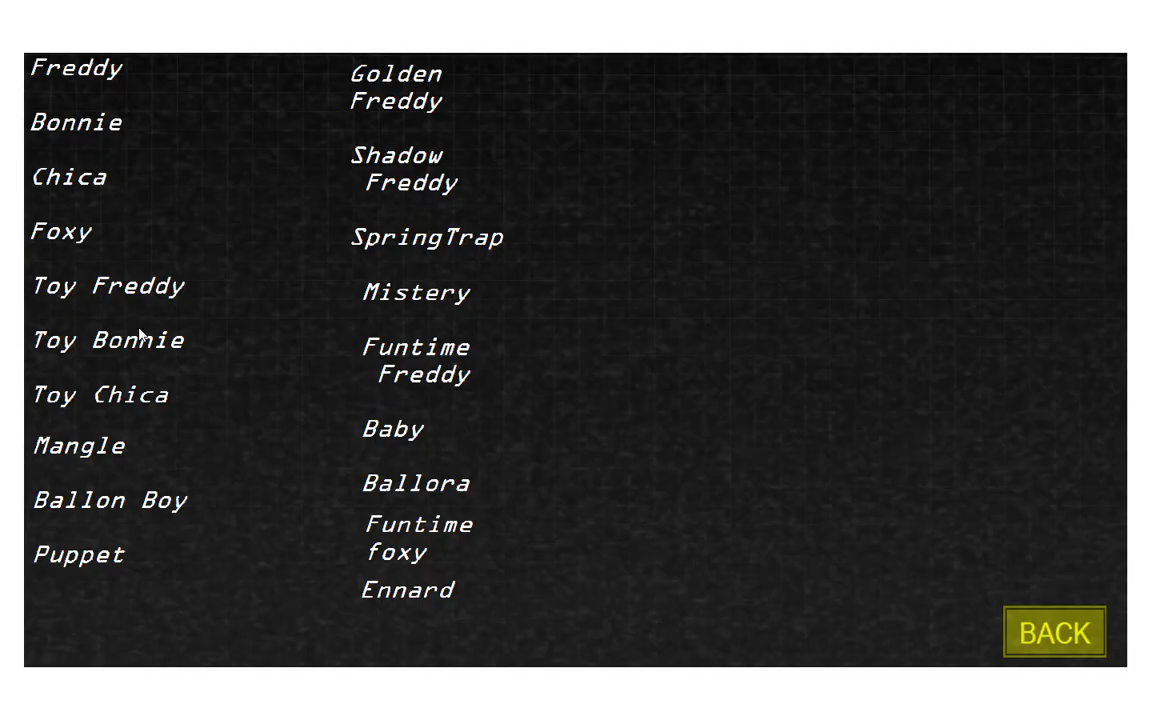 Freddy
Bonnie
Chica
Foxy
Toy Freddy
Toy Bonnie
Toy Chica
Mangle
Ballon Boy
Puppet
Golden
Freddy
Shadow
Freddy
SpringTrap
Mistery
Funtime
Freddy
Baby
Ballora
Funtime
foxy
Ennard
BACK